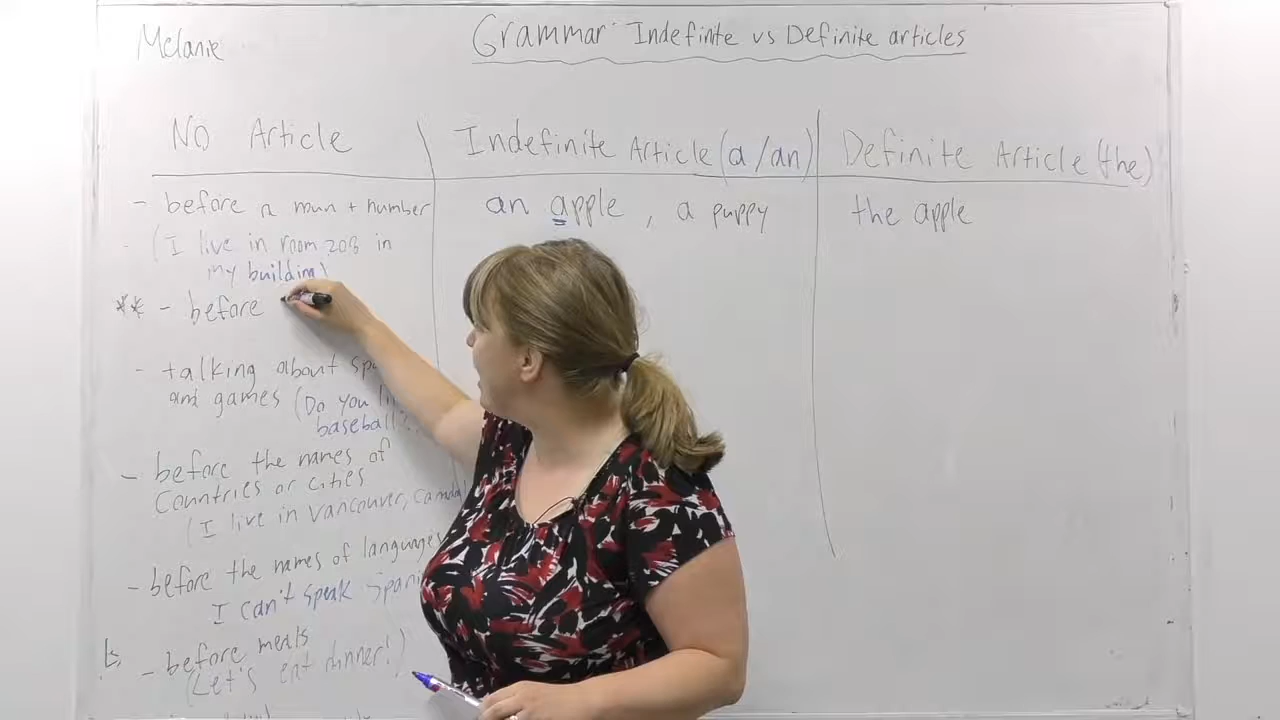 Melanie
Grammar Indefinite vs Definite articles
No Article
Indefinite Article (a/an)
Definite Article (the)
- before a noun + number
(I live in room 203 in
my building)
** - before
- talking about
and games (Do you
baseball?
- before the names of
Countries or cities
(I live in Vancouver, Canada)
- before the names of languages
I can't speak
- before meals
(Let's eat dinner!)
an apple, a puppy
the apple